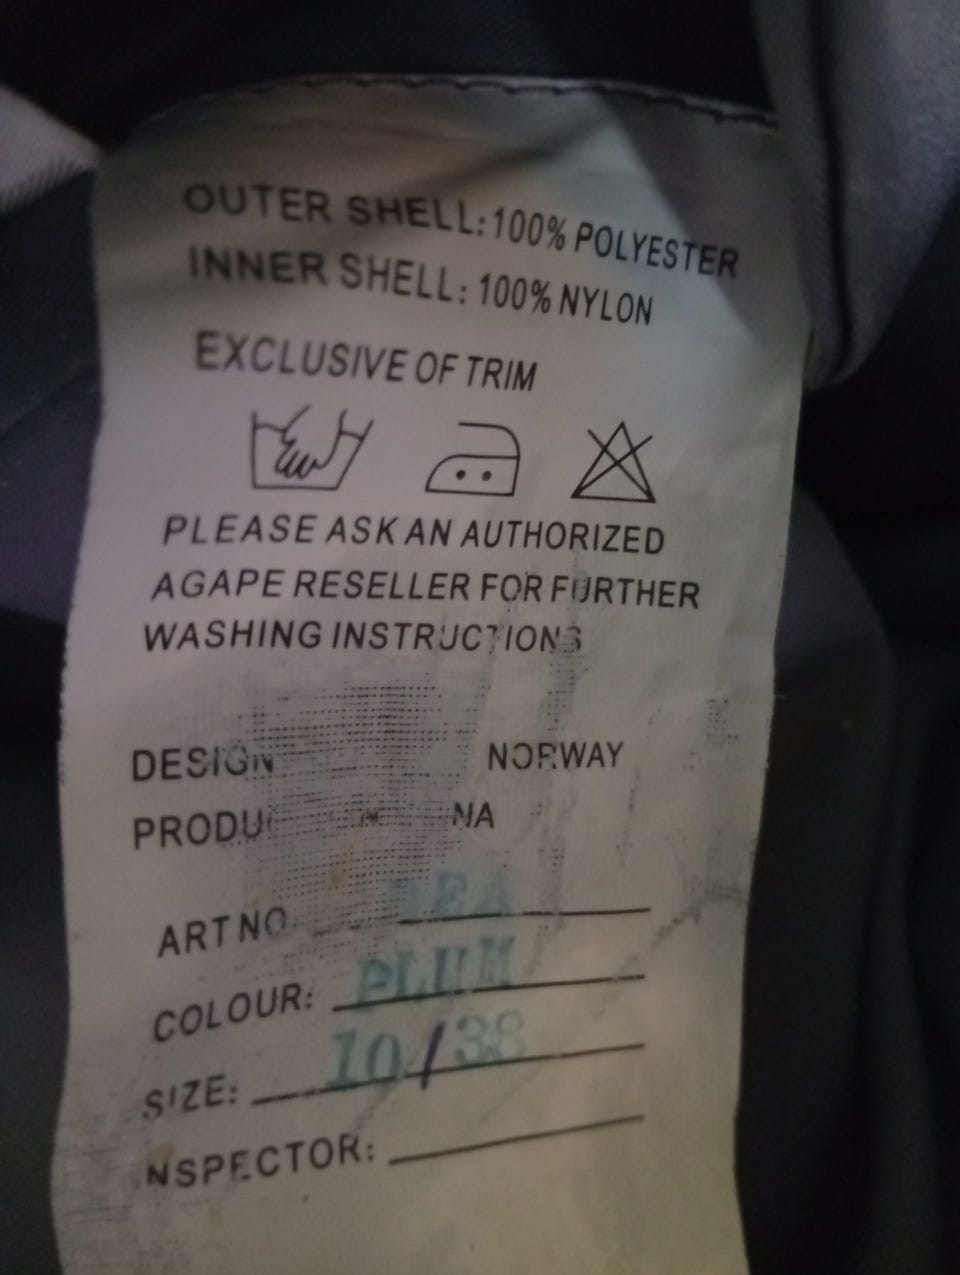 OUTER SHELL: 100% POLYESTER
INNER SHELL: 100% NYLON
EXCLUSIVE OF TRIM
PLEASE ASK AN AUTHORIZED
AGAPE RESELLER FOR FURTHER
WASHING INSTRUCTIONS
DESIGN NORWAY
ART NO
COLOUR: PLUM
SIZE: 10/38
NSPECTOR: